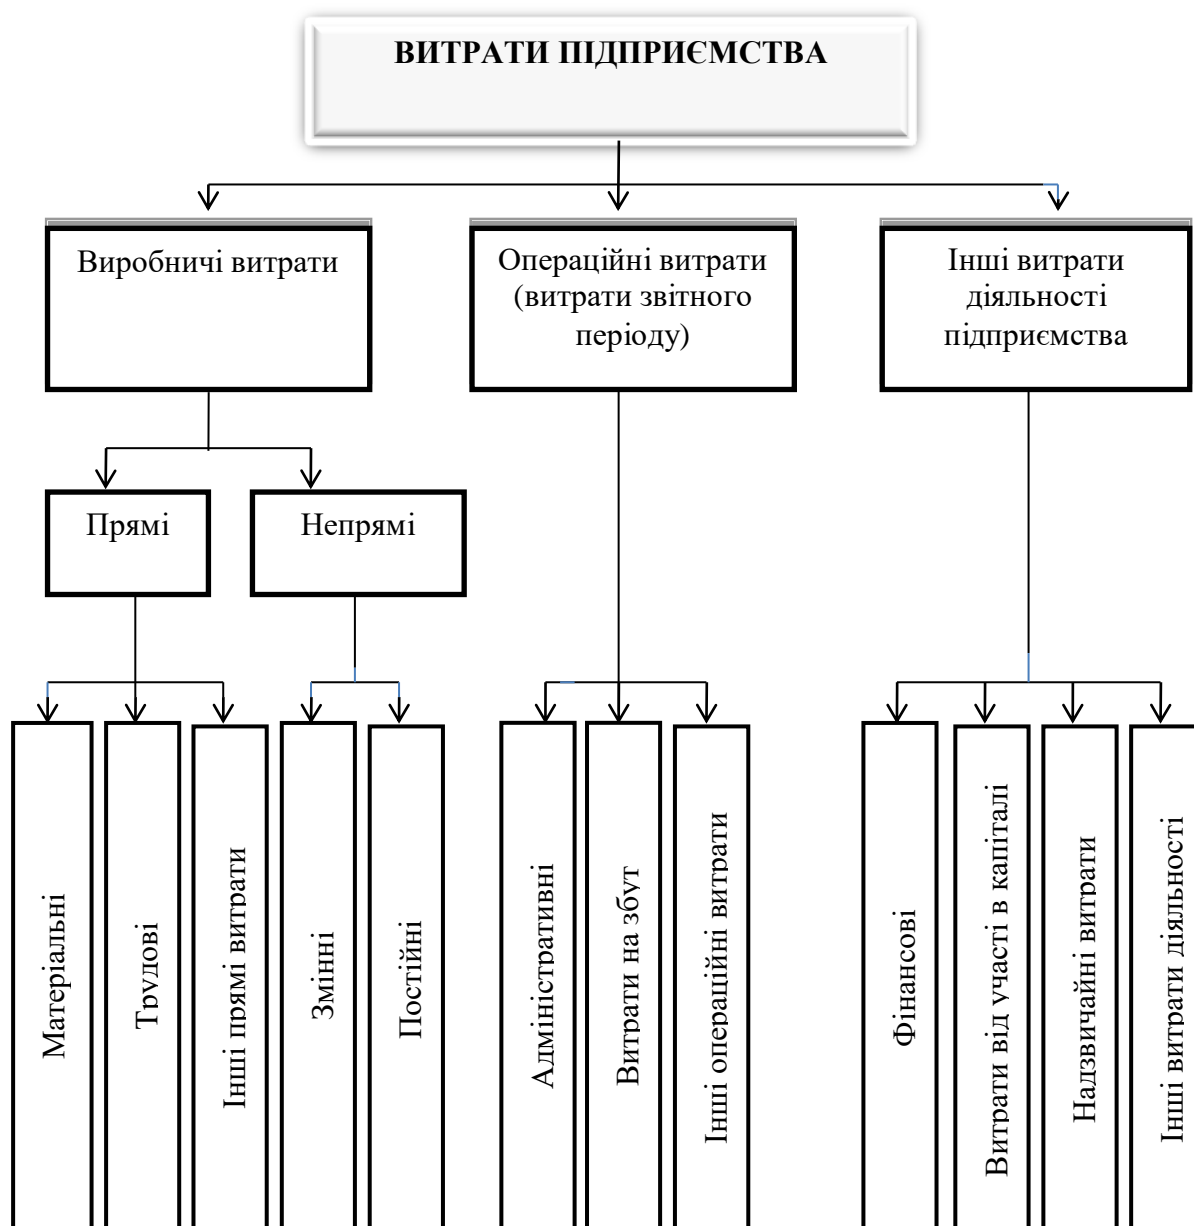 ВИТРАТИ ПІДПРИЄМСТВА
Виробничі витрати
Операційні витрати
(витрати звітного
періоду)
Інші витрати
діяльності
підприємства
Прямі
Непрямі
Матеріальні
Трудові
Інші прямі витрати
Змінні
Постійні
Адміністративні
Витрати на збут
Інші операційні витрати
Фінансові
Витрати від участі в капіталі
Надзвичайні витрати
Інші витрати діяльності